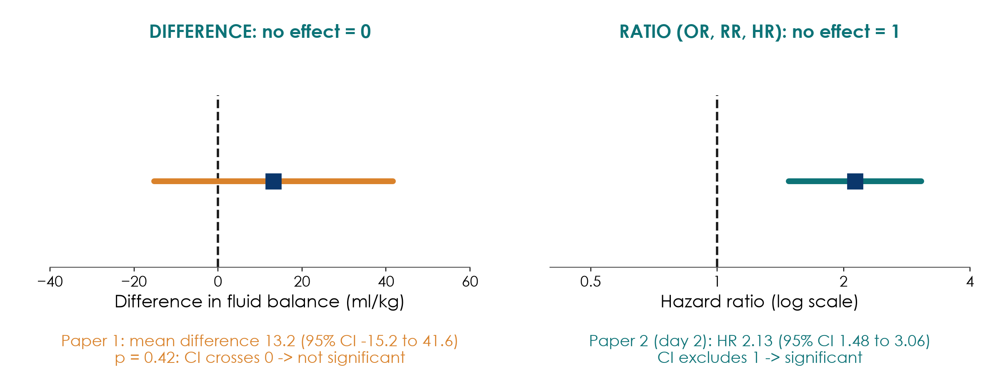 DIFFERENCE: no effect = 0
−40 −20 0 20 40 60
Difference in fluid balance (ml/kg)
Paper 1: mean difference 13.2 (95% CI -15.2 to 41.6)
p = 0.42: CI crosses 0 -> not significant
RATIO (OR, RR, HR): no effect = 1
0.5 1 2 4
Hazard ratio (log scale)
Paper 2 (day 2): HR 2.13 (95% CI 1.48 to 3.06)
CI excludes 1 -> significant